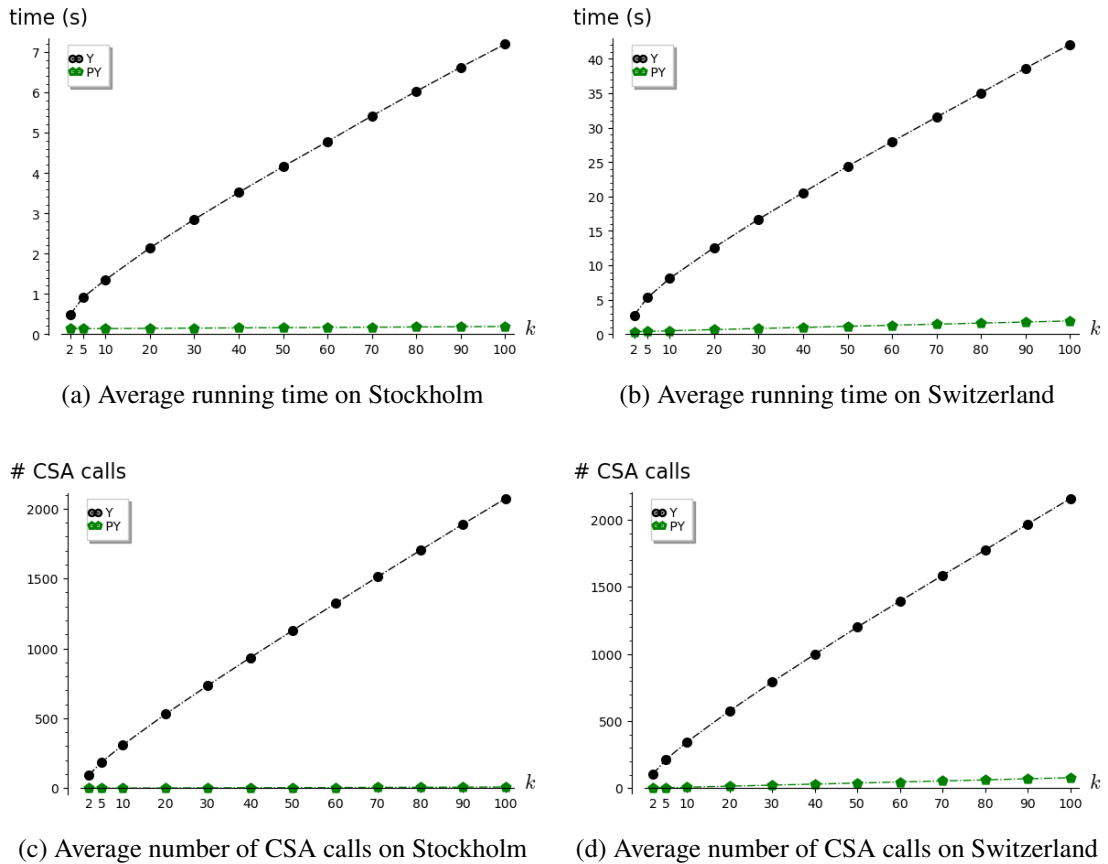 time (s)
7
6
5
4
3
2
1
0
Y
PY
2 5 10 20 30 40 50 60 70 80 90 100
k
(a) Average running time on Stockholm
time (s)
40
35
30
25
20
15
10
5
0
Y
PY
2 5 10 20 30 40 50 60 70 80 90 100
k
(b) Average running time on Switzerland
# CSA calls
2000
1500
1000
500
0
Y
PY
2 5 10 20 30 40 50 60 70 80 90 100
k
(c) Average number of CSA calls on Stockholm
# CSA calls
2000
1500
1000
500
0
Y
PY
2 5 10 20 30 40 50 60 70 80 90 100
k
(d) Average number of CSA calls on Switzerland